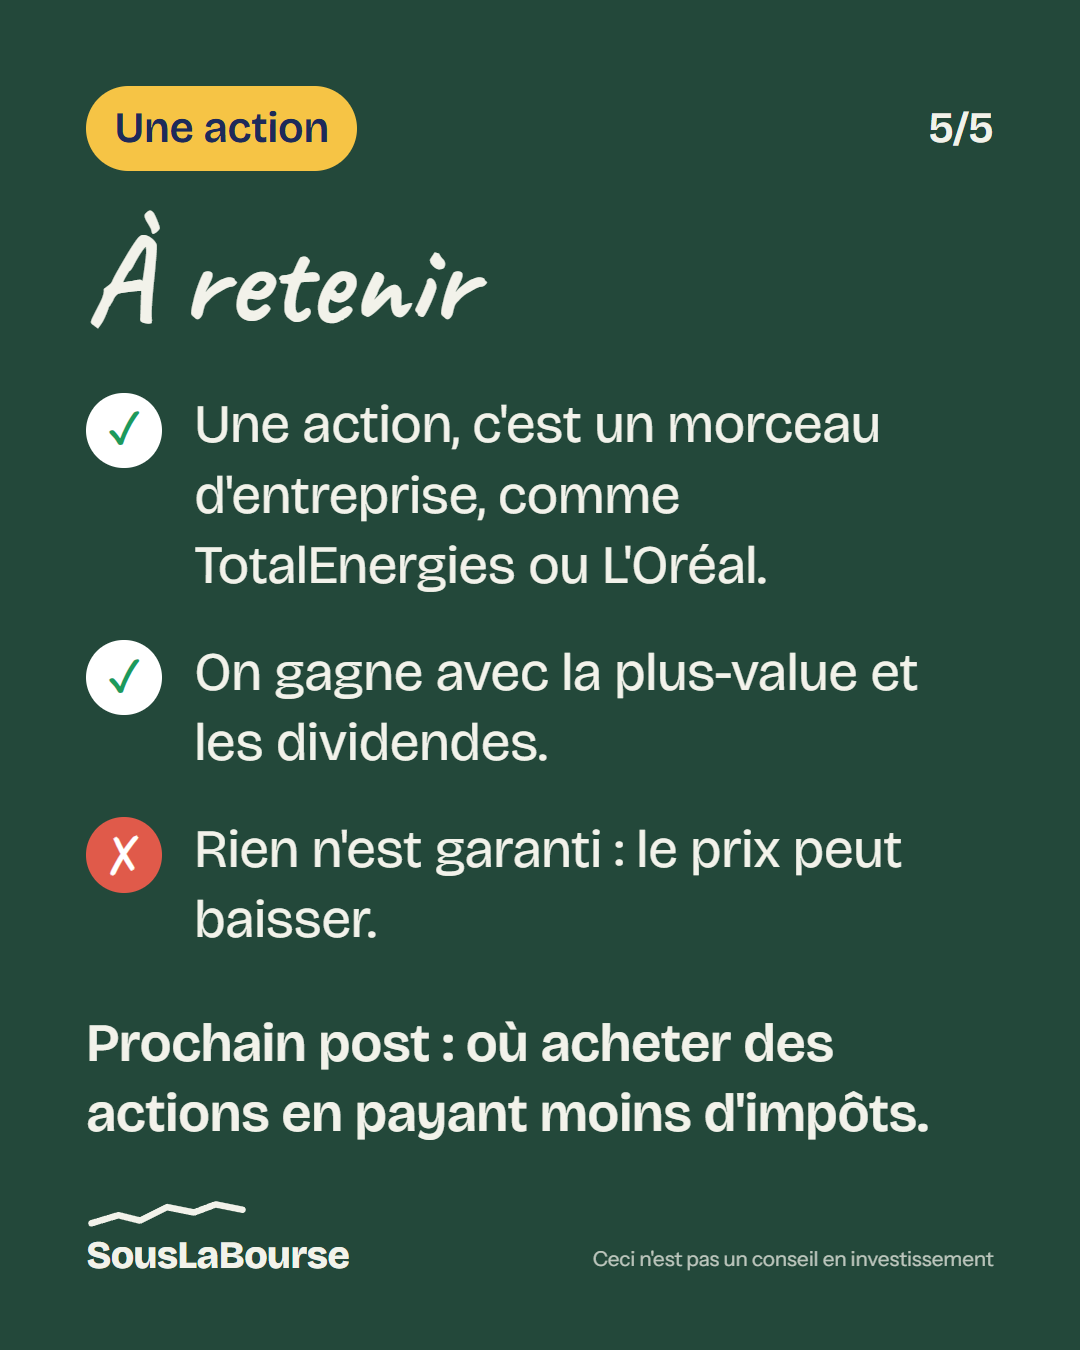 Une action
5/5
À retenir
✓ Une action, c'est un morceau
d'entreprise, comme
TotalEnergies ou L'Oréal.
✓ On gagne avec la plus-value et
les dividendes.
✗ Rien n'est garanti : le prix peut
baisser.
Prochain post : où acheter des
actions en payant moins d'impôts.
SousLaBourse
Ceci n'est pas un conseil en investissement